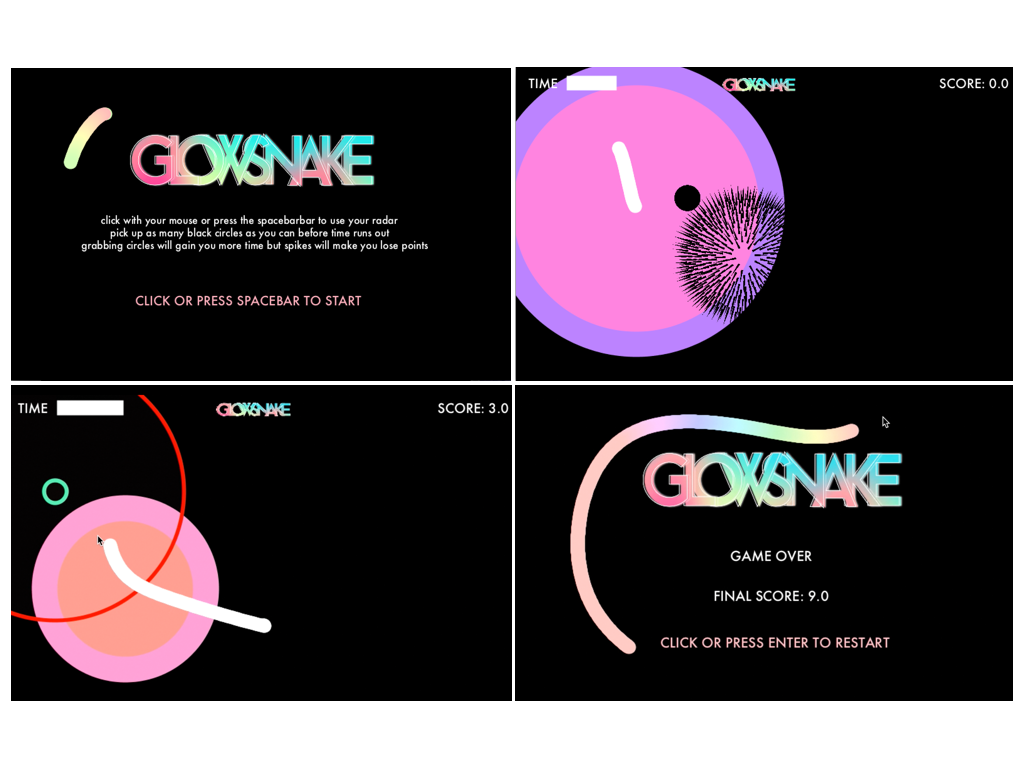 GLOWSNAKE
click with your mouse or press the spacebarbar to use your radar
pick up as many black circles as you can before time runs out
grabbing circles will gain you more time but spikes will make you lose points
CLICK OR PRESS SPACEBAR TO START
TIME GLOWSNAKE SCORE: 0.0
TIME GLOWSNAKE SCORE: 3.0
GLOWSNAKE
GAME OVER
FINAL SCORE: 9.0
CLICK OR PRESS ENTER TO RESTART